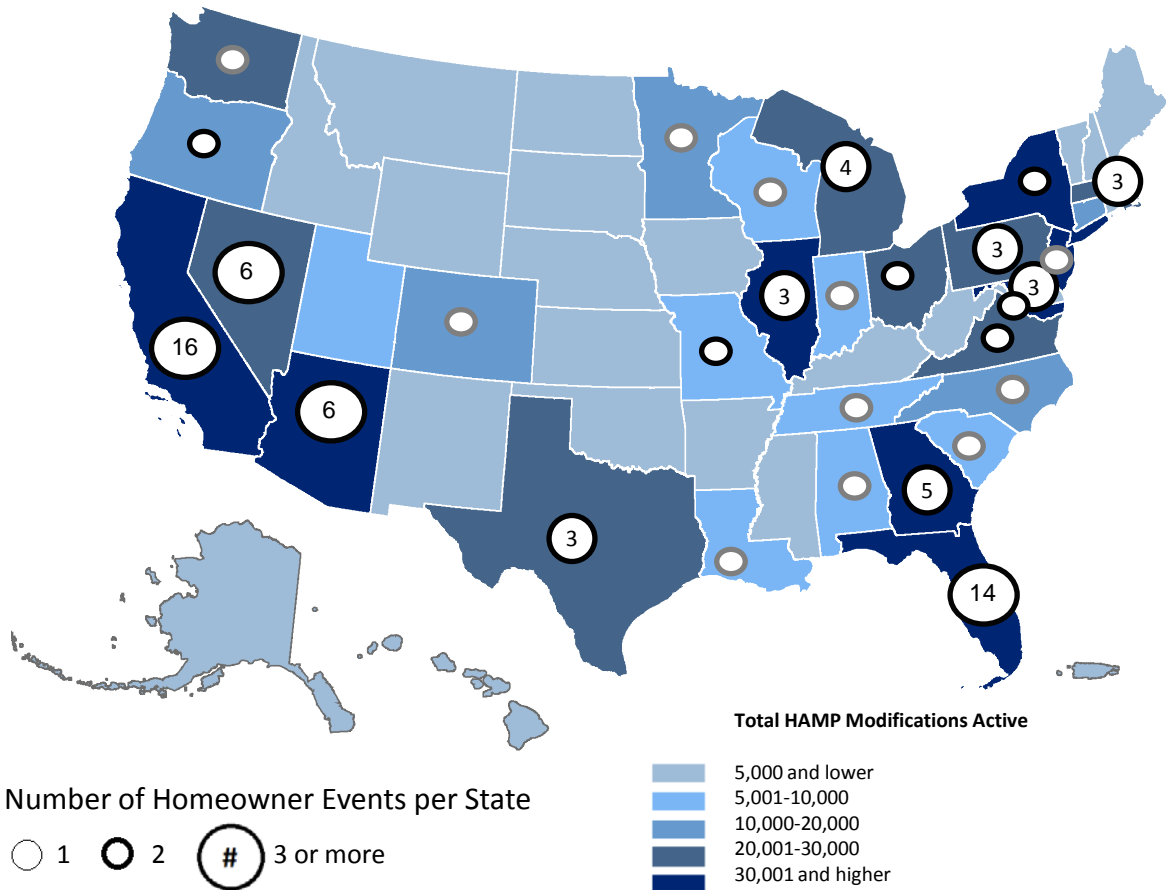 4
3
3
3
6
3
16
6
5
3
14
Total HAMP Modifications Active
5,000 and lower
5,001-10,000
10,000-20,000
20,001-30,000
30,001 and higher
Number of Homeowner Events per State
1 2 # 3 or more